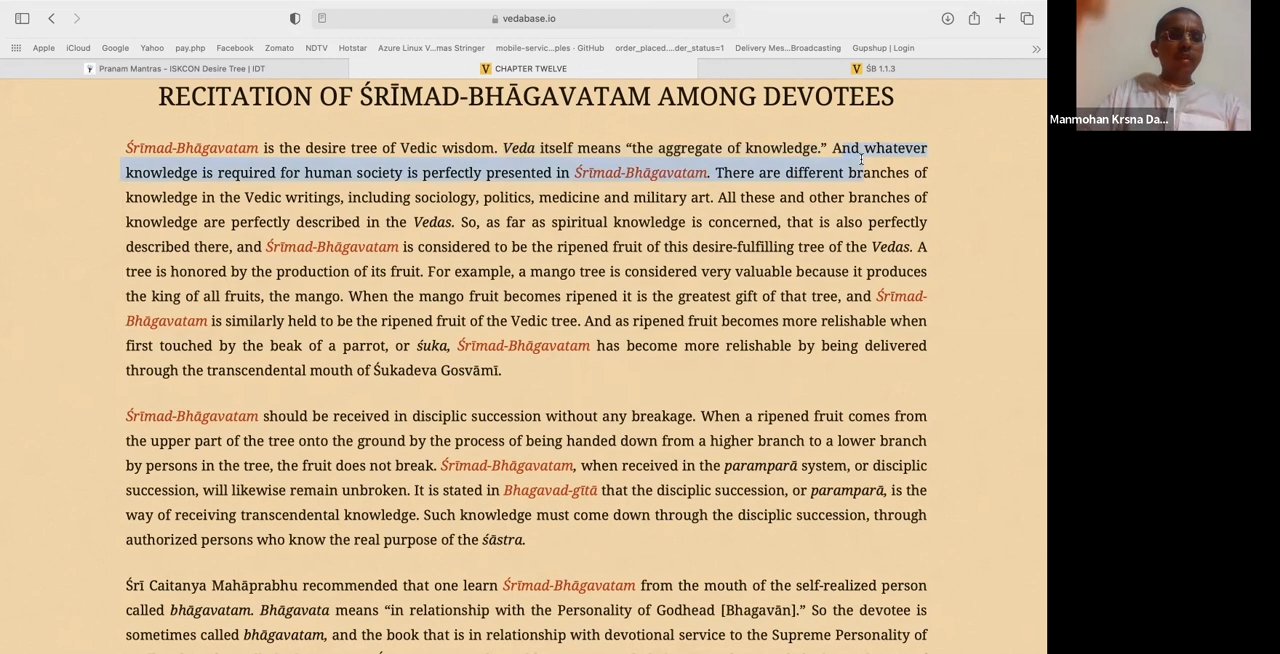 vedabase.io
Apple iCloud Google Yahoo pay.php Facebook Zomato NDTV Hotstar Azure Linux V...mas Stringer mobile-servic...ples · GitHub order_placed....der_status=1 Delivery Mes...Broadcasting Gupshup | Login
Pranam Mantras – ISKCON Desire Tree | IDT
CHAPTER TWELVE
ŚB 1.1.3
RECITATION OF ŚRĪMAD-BHĀGAVATAM AMONG DEVOTEES
Śrīmad-Bhāgavatam is the desire tree of Vedic wisdom. Veda itself means “the aggregate of knowledge.” And whatever
knowledge is required for human society is perfectly presented in Śrīmad-Bhāgavatam. There are different branches of
knowledge in the Vedic writings, including sociology, politics, medicine and military art. All these and other branches of
knowledge are perfectly described in the Vedas. So, as far as spiritual knowledge is concerned, that is also perfectly
described there, and Śrīmad-Bhāgavatam is considered to be the ripened fruit of this desire-fulfilling tree of the Vedas. A
tree is honored by the production of its fruit. For example, a mango tree is considered very valuable because it produces
the king of all fruits, the mango. When the mango fruit becomes ripened it is the greatest gift of that tree, and Śrīmad-
Bhāgavatam is similarly held to be the ripened fruit of the Vedic tree. And as ripened fruit becomes more relishable when
first touched by the beak of a parrot, or śuka, Śrīmad-Bhāgavatam has become more relishable by being delivered
through the transcendental mouth of Śukadeva Gosvāmī.
Śrīmad-Bhāgavatam should be received in disciplic succession without any breakage. When a ripened fruit comes from
the upper part of the tree onto the ground by the process of being handed down from a higher branch to a lower branch
by persons in the tree, the fruit does not break. Śrīmad-Bhāgavatam, when received in the paramparā system, or disciplic
succession, will likewise remain unbroken. It is stated in Bhagavad-gītā that the disciplic succession, or paramparā, is the
way of receiving transcendental knowledge. Such knowledge must come down through the disciplic succession, through
authorized persons who know the real purpose of the śāstra.
Śrī Caitanya Mahāprabhu recommended that one learn Śrīmad-Bhāgavatam from the mouth of the self-realized person
called bhāgavatam. Bhāgavata means “in relationship with the Personality of Godhead [Bhagavān].” So the devotee is
sometimes called bhāgavatam, and the book that is in relationship with devotional service to the Supreme Personality of
Manmohan Krsna Da...